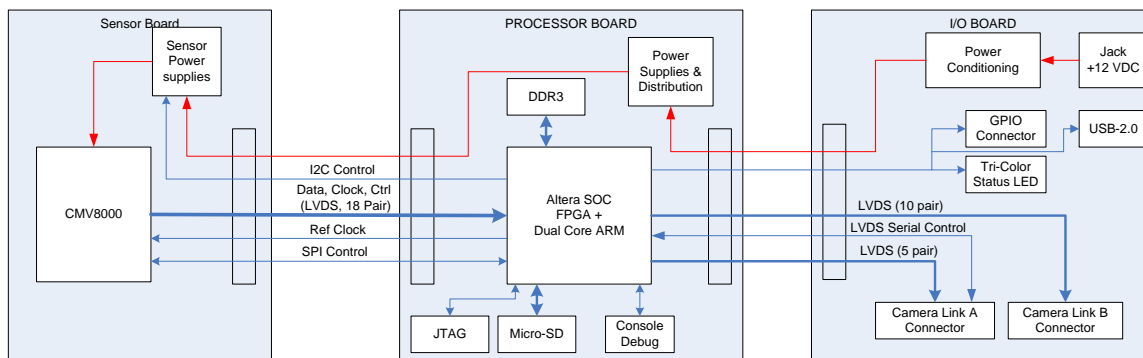 Sensor Board
PROCESSOR BOARD
I/O BOARD
Sensor
Power
supplies
Power
Supplies &
Distribution
Power
Conditioning
Jack
+12 VDC
DDR3
GPIO
Connector
USB-2.0
Tri-Color
Status LED
I2C Control
Data, Clock, Ctrl
(LVDS, 18 Pair)
CMV8000
Ref Clock
SPI Control
Altera SOC
FPGA +
Dual Core ARM
LVDS (10 pair)
LVDS Serial Control
LVDS (5 pair)
JTAG
Micro-SD
Console
Debug
Camera Link A
Connector
Camera Link B
Connector